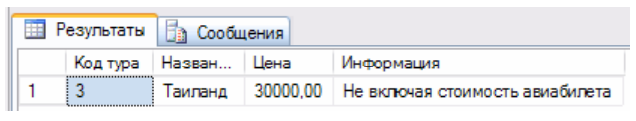 Результаты Сообщения
Код тура Назван... Цена Информация
1 3 Таиланд 30000,00 Не включая стоимость авиабилета